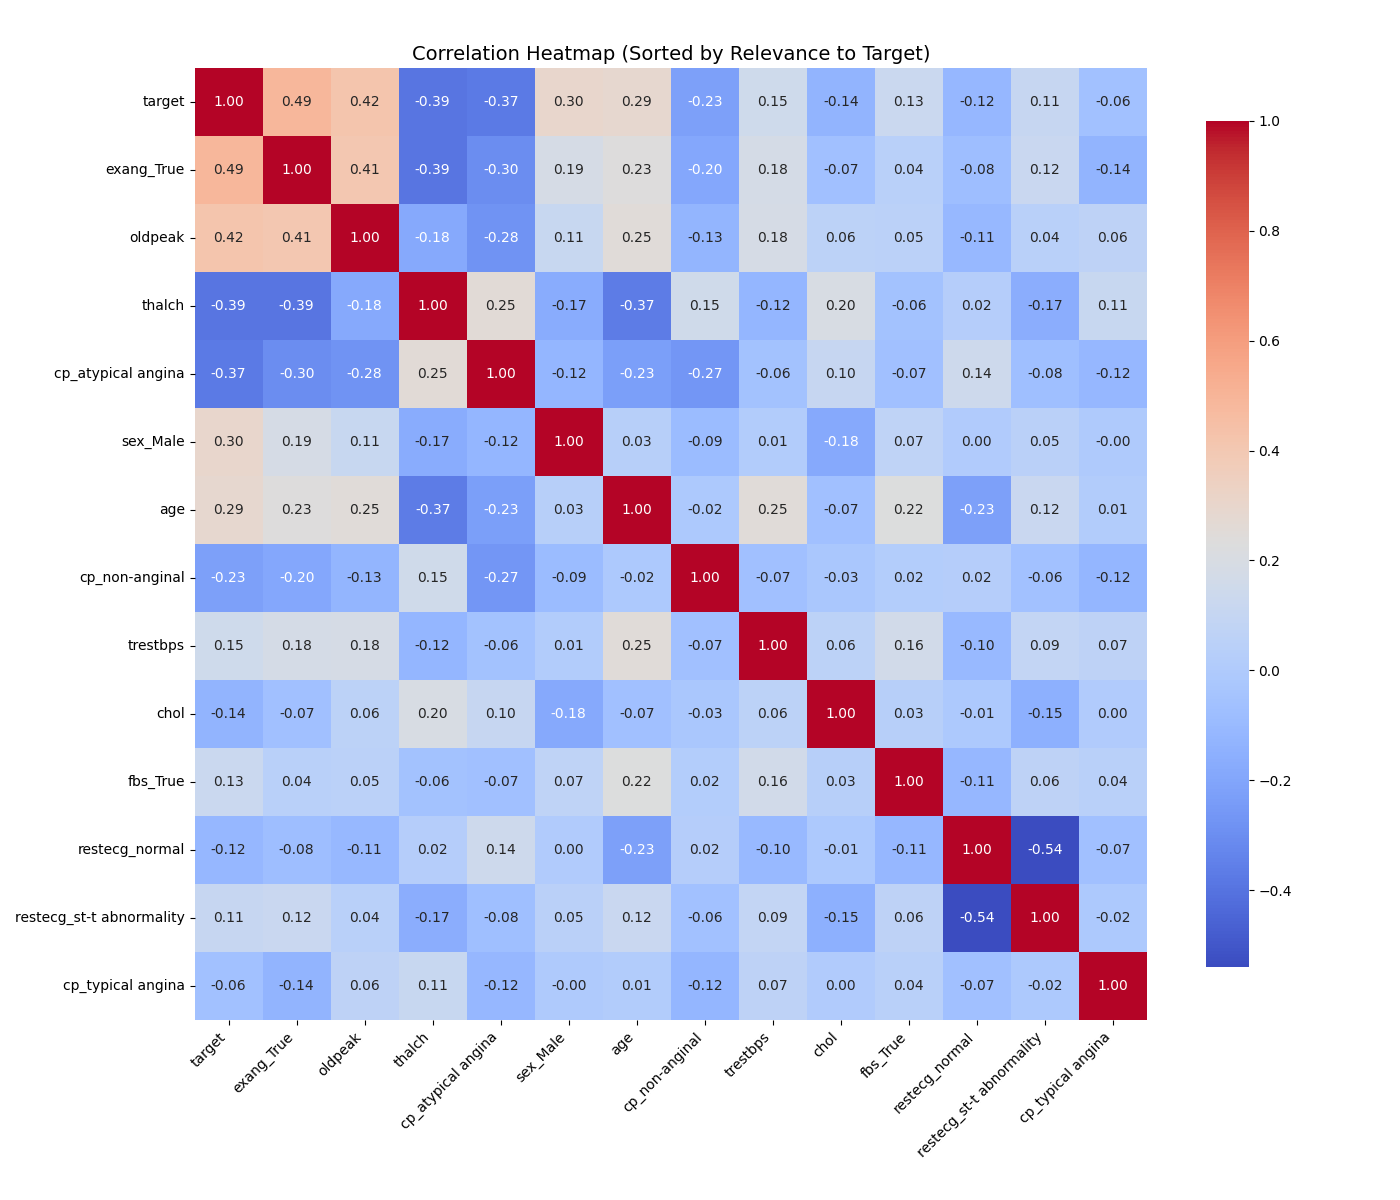 Correlation Heatmap (Sorted by Relevance to Target)
target 1.00 0.49 0.42 -0.39 -0.37 0.30 0.29 -0.23 0.15 -0.14 0.13 -0.12 0.11 -0.06
exang_True 0.49 1.00 0.41 -0.39 -0.30 0.19 0.23 -0.20 0.18 -0.07 0.04 -0.08 0.12 -0.14
oldpeak 0.42 0.41 1.00 -0.18 -0.28 0.11 0.25 -0.13 0.18 0.06 0.05 -0.11 0.04 0.06
thalch -0.39 -0.39 -0.18 1.00 0.25 -0.17 -0.37 0.15 -0.12 0.20 -0.06 0.02 -0.17 0.11
cp_atypical angina -0.37 -0.30 -0.28 0.25 1.00 -0.12 -0.23 -0.27 -0.06 0.10 -0.07 0.14 -0.08 -0.12
sex_Male 0.30 0.19 0.11 -0.17 -0.12 1.00 0.03 -0.09 0.01 -0.18 0.07 0.00 0.05 -0.00
age 0.29 0.23 0.25 -0.37 -0.23 0.03 1.00 -0.02 0.25 -0.07 0.22 -0.23 0.12 0.01
cp_non-anginal -0.23 -0.20 -0.13 0.15 -0.27 -0.09 -0.02 1.00 -0.07 -0.03 0.02 0.02 -0.06 -0.12
trestbps 0.15 0.18 0.18 -0.12 -0.06 0.01 0.25 -0.07 1.00 0.06 0.16 -0.10 0.09 0.07
chol -0.14 -0.07 0.06 0.20 0.10 -0.18 -0.07 -0.03 0.06 1.00 0.03 -0.01 -0.15 0.00
fbs_True 0.13 0.04 0.05 -0.06 -0.07 0.07 0.22 0.02 0.16 0.03 1.00 -0.11 0.06 0.04
restecg_normal -0.12 -0.08 -0.11 0.02 0.14 0.00 -0.23 0.02 -0.10 -0.01 -0.11 1.00 -0.54 -0.07
restecg_st-t abnormality 0.11 0.12 0.04 -0.17 -0.08 0.05 0.12 -0.06 0.09 -0.15 0.06 -0.54 1.00 -0.02
cp_typical angina -0.06 -0.14 0.06 0.11 -0.12 -0.00 0.01 -0.12 0.07 0.00 0.04 -0.07 -0.02 1.00
target
exang_True
oldpeak
thalch
cp_atypical angina
sex_Male
age
cp_non-anginal
trestbps
chol
fbs_True
restecg_normal
restecg_st-t abnormality
cp_typical angina
1.0
0.8
0.6
0.4
0.2
0.0
−0.2
−0.4